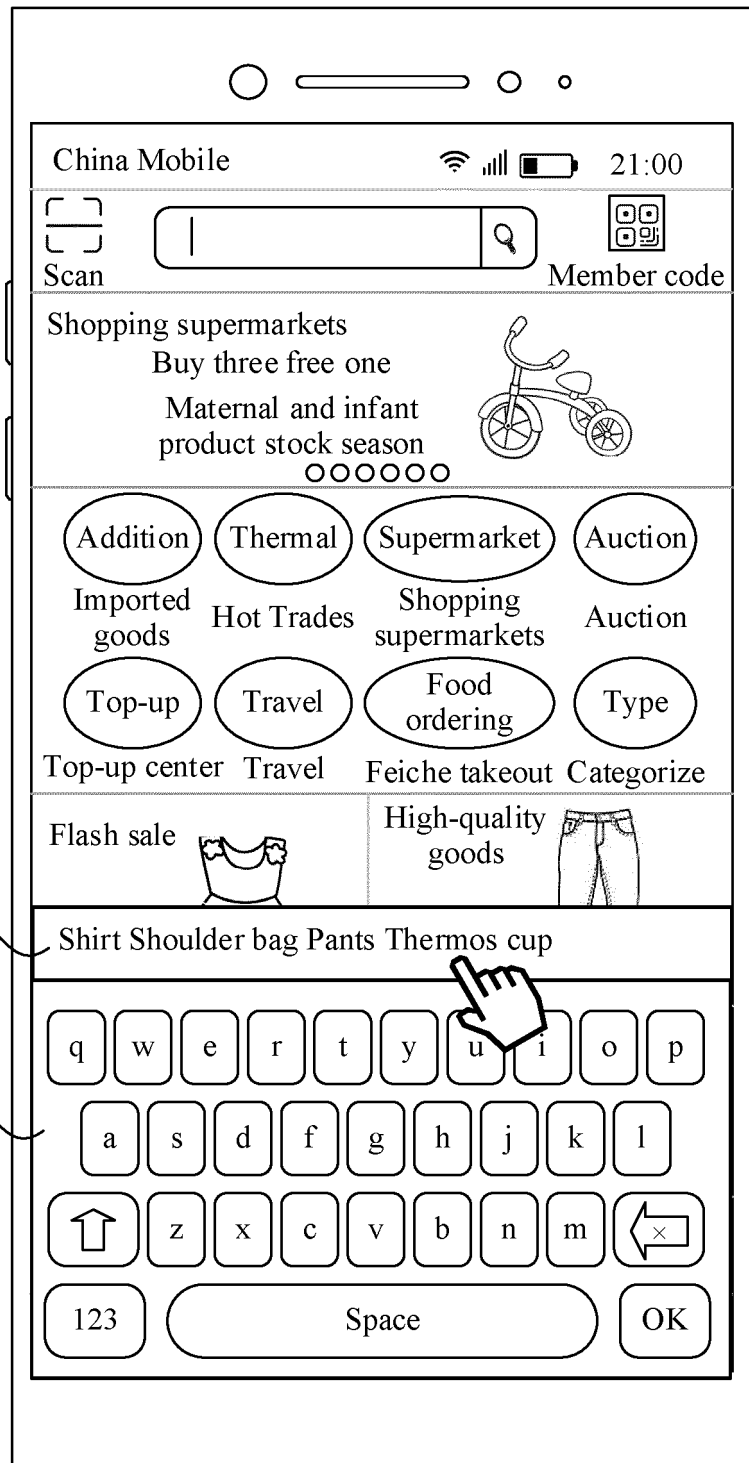 China Mobile 21:00
Scan
Member code
Shopping supermarkets
Buy three free one
Maternal and infant
product stock season
Addition Thermal Supermarket Auction
Imported goods
Hot Trades
Shopping supermarkets
Auction
Top-up Travel Food ordering Type
Top-up center Travel Feiche takeout Categorize
Flash sale
High-quality
goods
Shirt Shoulder bag Pants Thermos cup
q w e r t y u i o p
a s d f g h j k l
z x c v b n m ×
123 Space OK